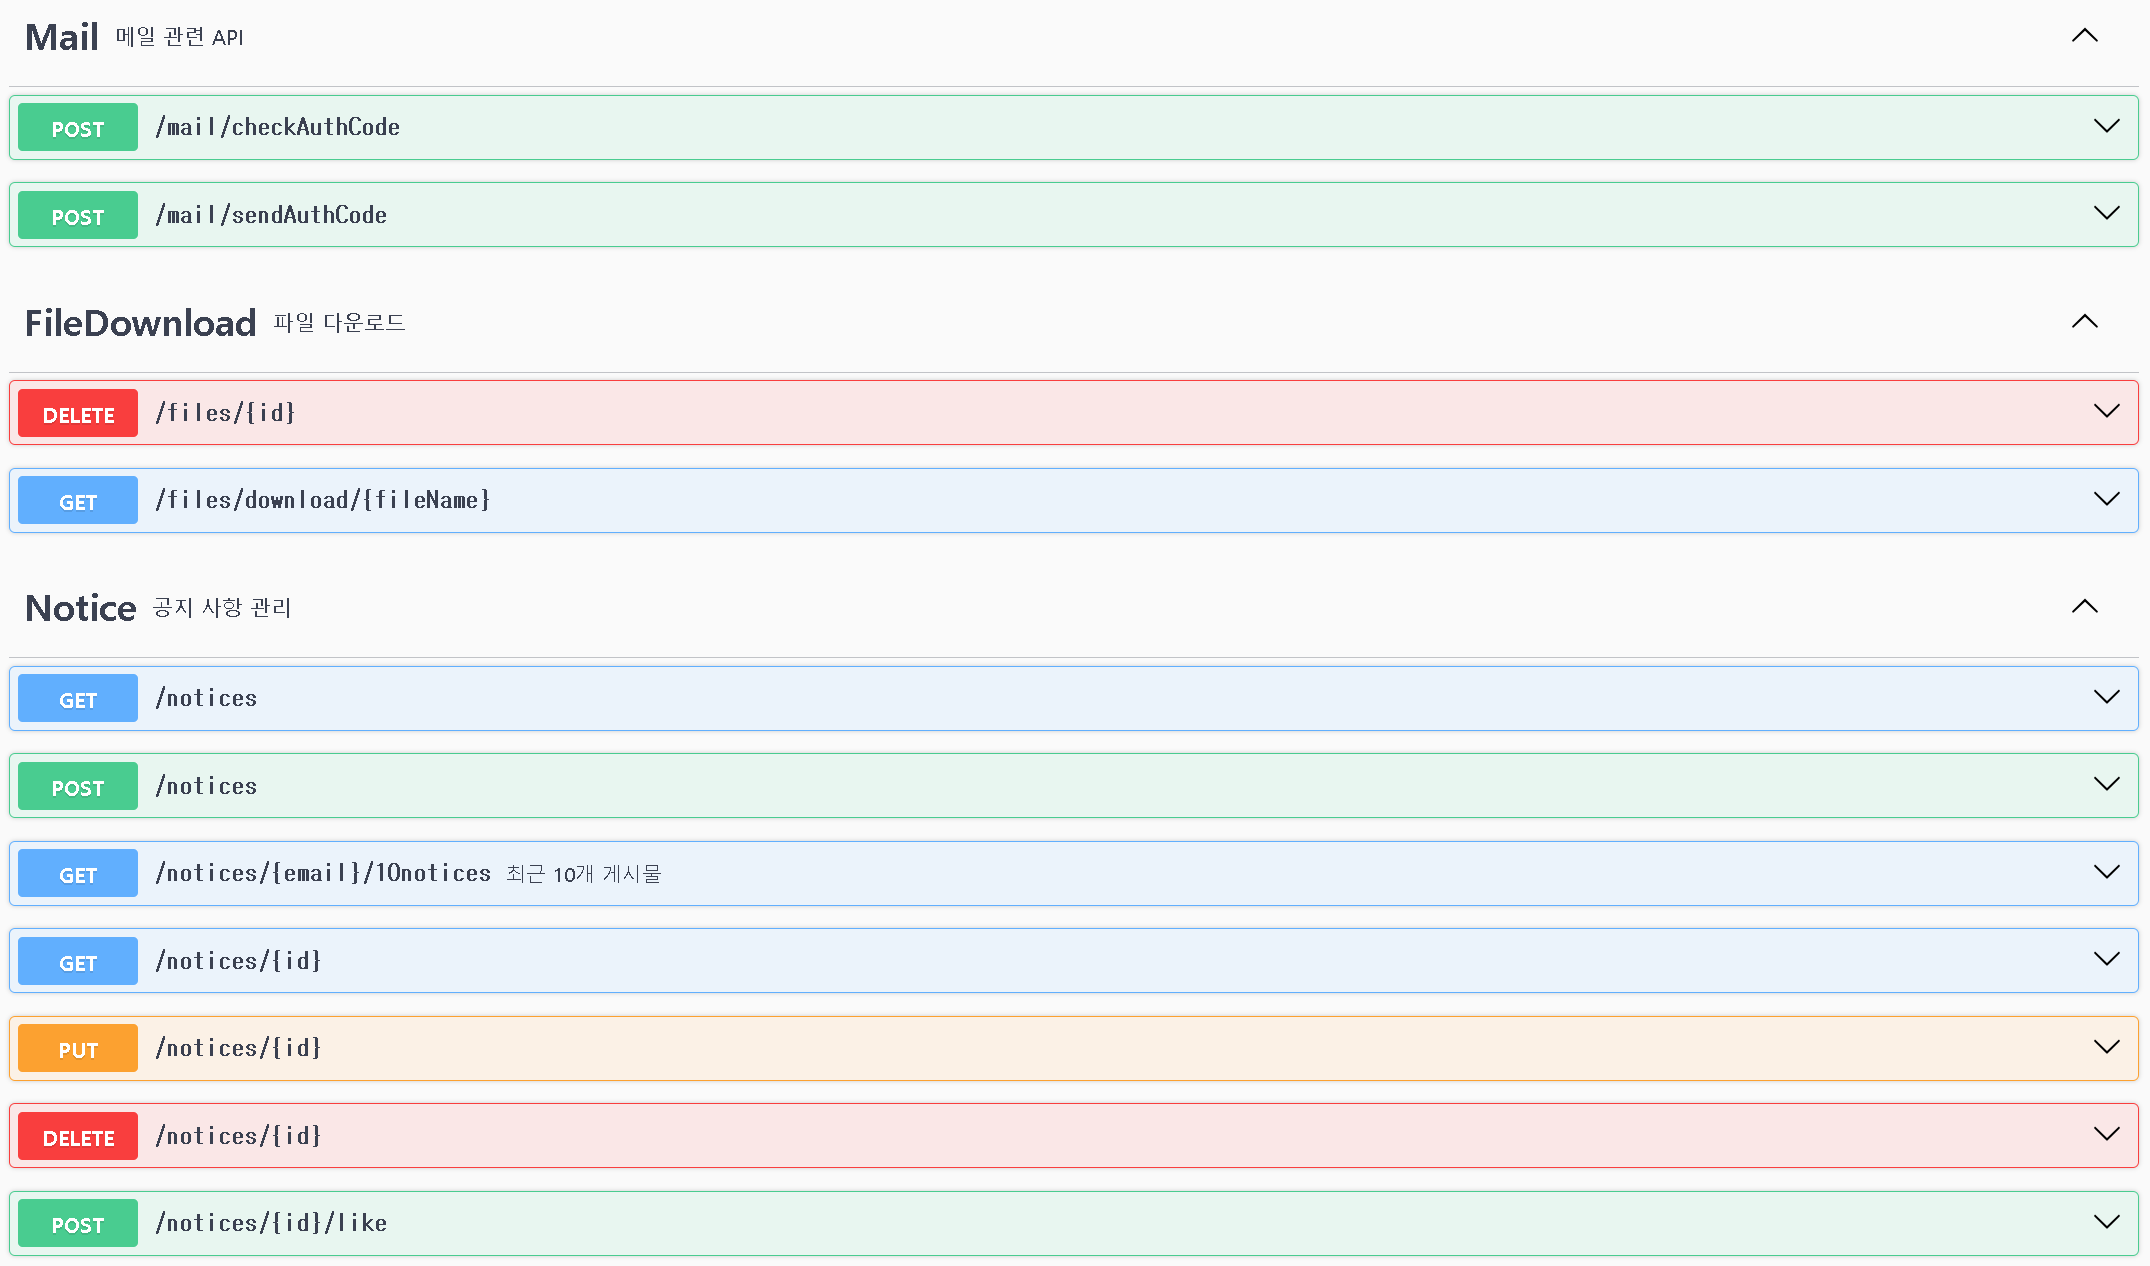 Mail 메일 관련 API
POST /mail/checkAuthCode
POST /mail/sendAuthCode
FileDownload 파일 다운로드
DELETE /files/{id}
GET /files/download/{fileName}
Notice 공지 사항 관리
GET /notices
POST /notices
GET /notices/{email}/10notices 최근 10개 게시물
GET /notices/{id}
PUT /notices/{id}
DELETE /notices/{id}
POST /notices/{id}/like